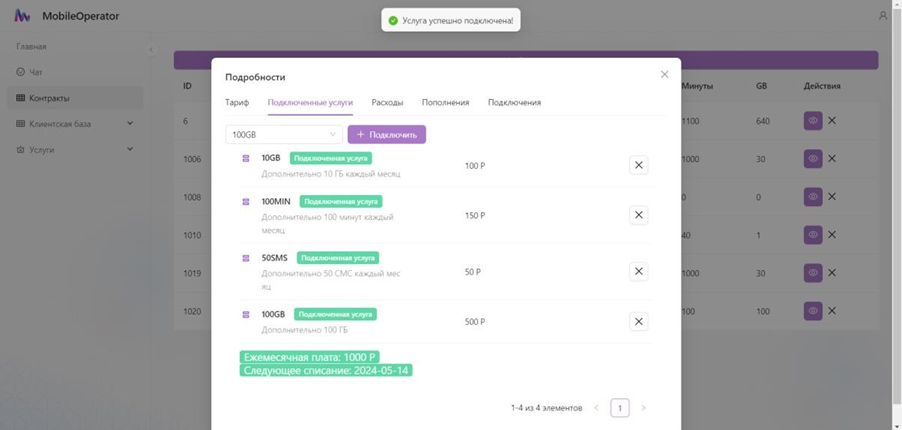 MobileOperator
Услуга успешно подключена!
Главная
Чат
Контракты
Клиентская база
Услуги
ID
Минуты
GB
Действия
6
1100
640
1006
1000
30
1008
0
0
1010
40
1
1019
1000
30
1020
100
100
Подробности
Тариф
Подключенные услуги
Расходы
Пополнения
Подключения
100GB
+ Подключить
10GB Подключенная услуга
Дополнительно 10 ГБ каждый месяц
100 Р
100MIN Подключенная услуга
Дополнительно 100 минут каждый
месяц
150 Р
50SMS Подключенная услуга
Дополнительно 50 СМС каждый мес
яц
50 Р
100GB Подключенная услуга
Дополнительно 100 ГБ
500 Р
Ежемесячная плата: 1000 Р
Следующее списание: 2024-05-14
1-4 из 4 элементов
1